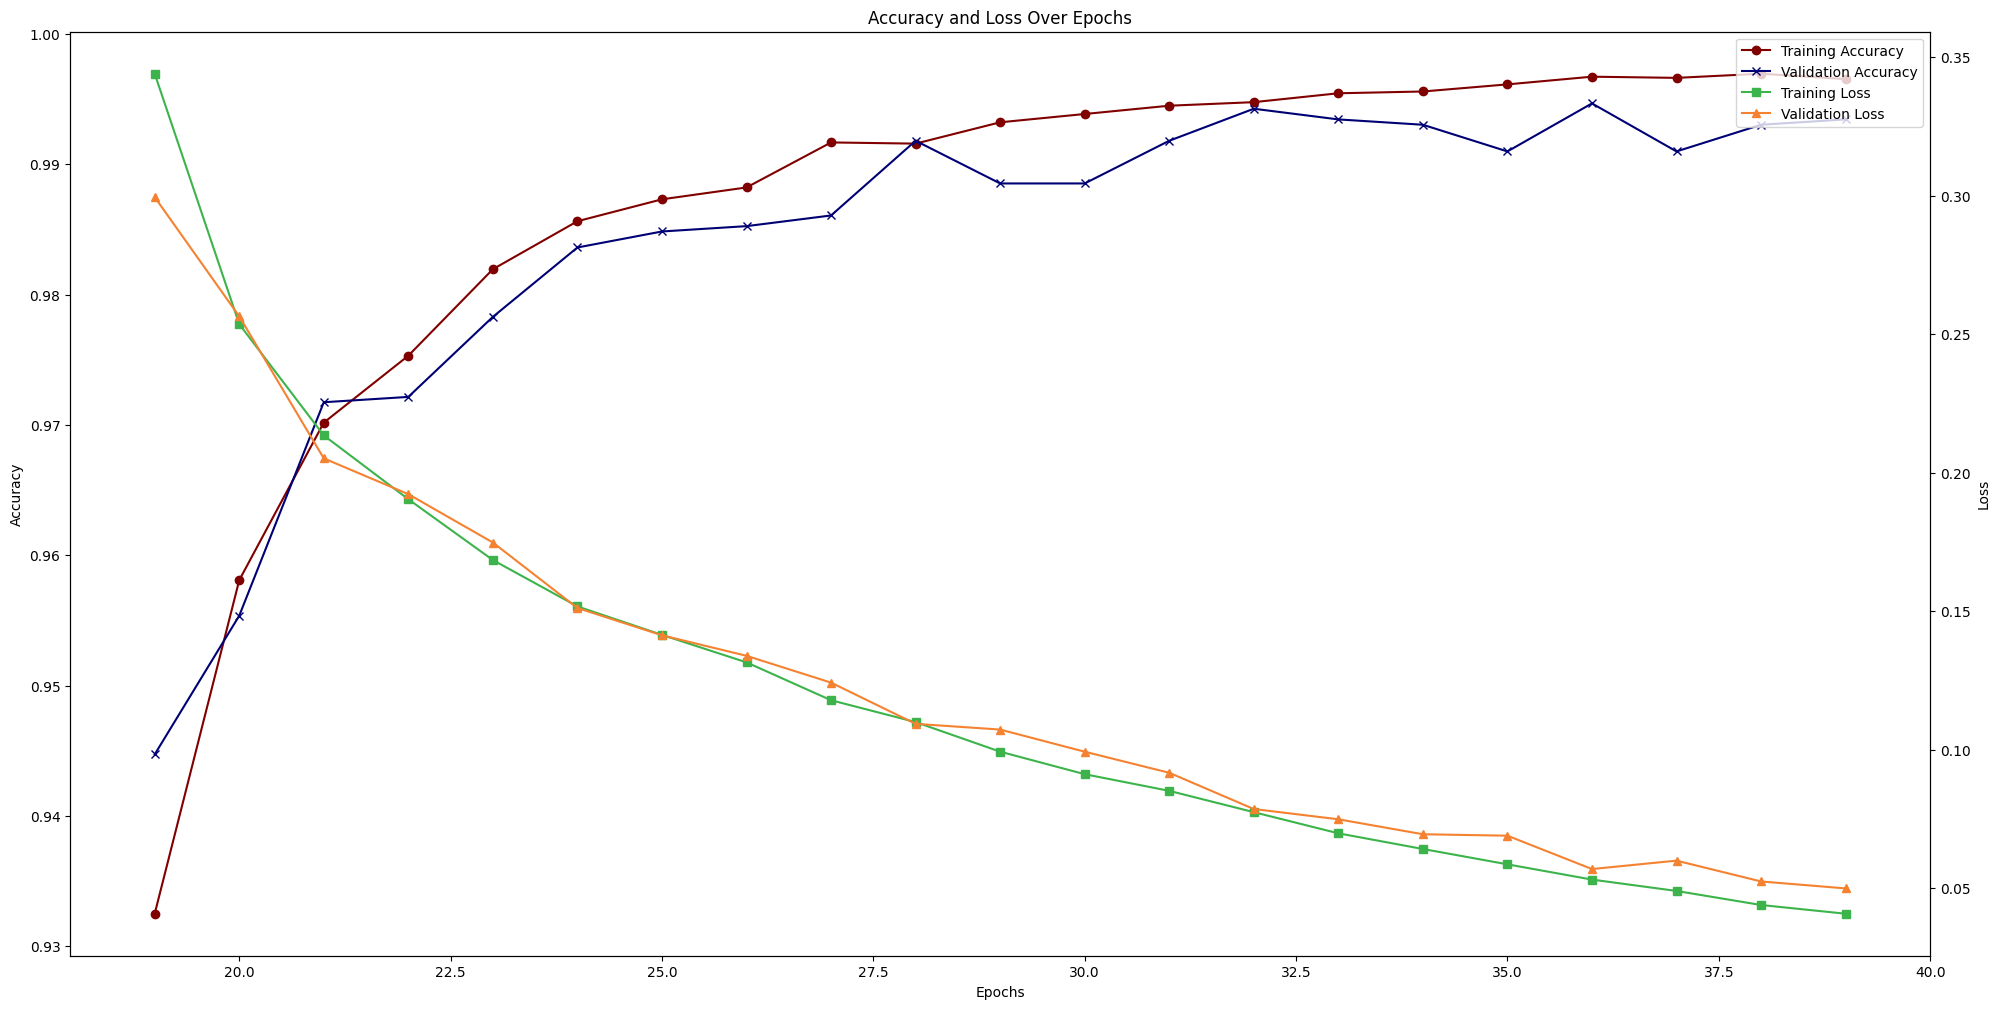 Accuracy and Loss Over Epochs
Training Accuracy
Validation Accuracy
Training Loss
Validation Loss
1.00
0.99
0.98
0.97
0.96
0.95
0.94
0.93
Accuracy
0.35
0.30
0.25
0.20
0.15
0.10
0.05
Loss
20.0 22.5 25.0 27.5 30.0 32.5 35.0 37.5 40.0
Epochs